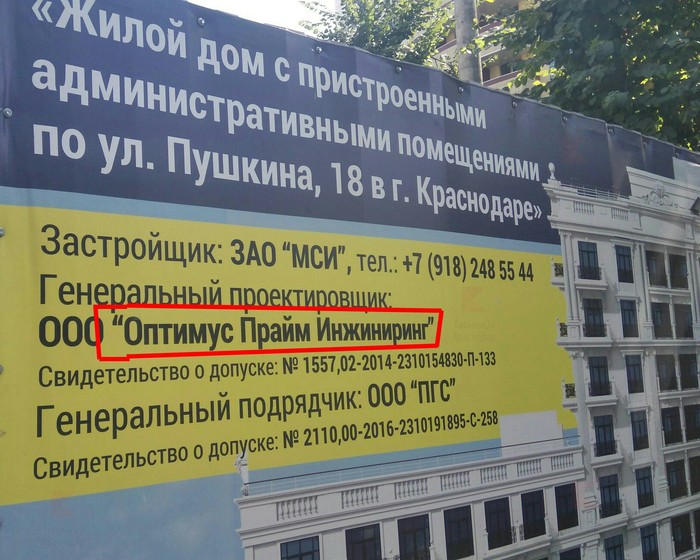 «Жилой дом с пристроенными
административными помещениями
по ул. Пушкина, 18 в г. Краснодаре»
Застройщик: ЗАО “МСИ”, тел.: +7 (918) 248 55 44
Генеральный проектировщик:
ООО “Оптимус Прайм Инжиниринг”
Свидетельство о допуске: № 1557,02-2014-2310154830-П-133
Генеральный подрядчик: ООО “ПГС”
Свидетельство о допуске: № 2110,00-2016-2310191895-С-258